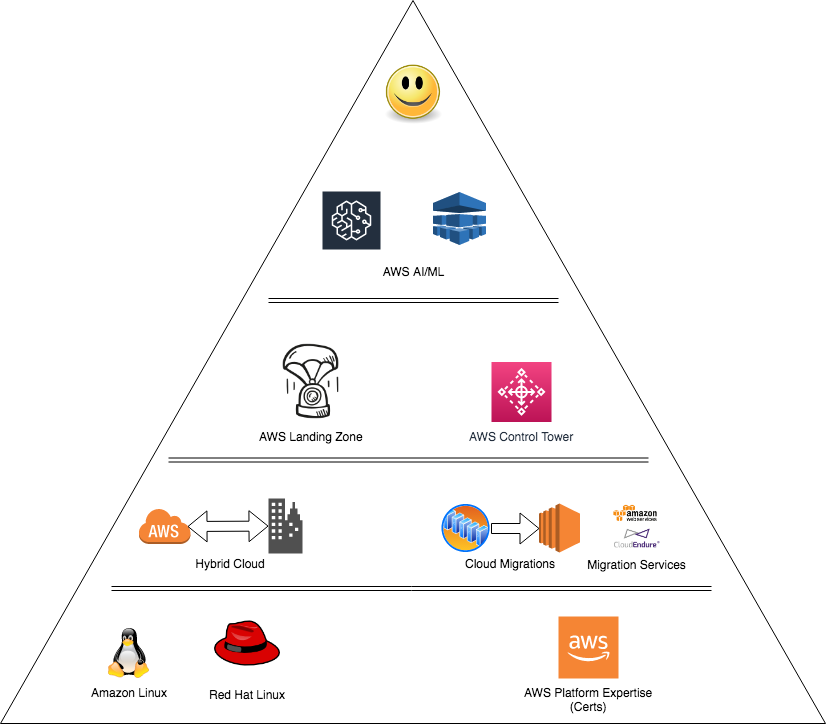 AWS AI/ML
AWS Landing Zone
AWS Control Tower
AWS
amazon
web services
CloudEndure
Hybrid Cloud
Cloud Migrations
Migration Services
aws
Amazon Linux
Red Hat Linux
AWS Platform Expertise
(Certs)